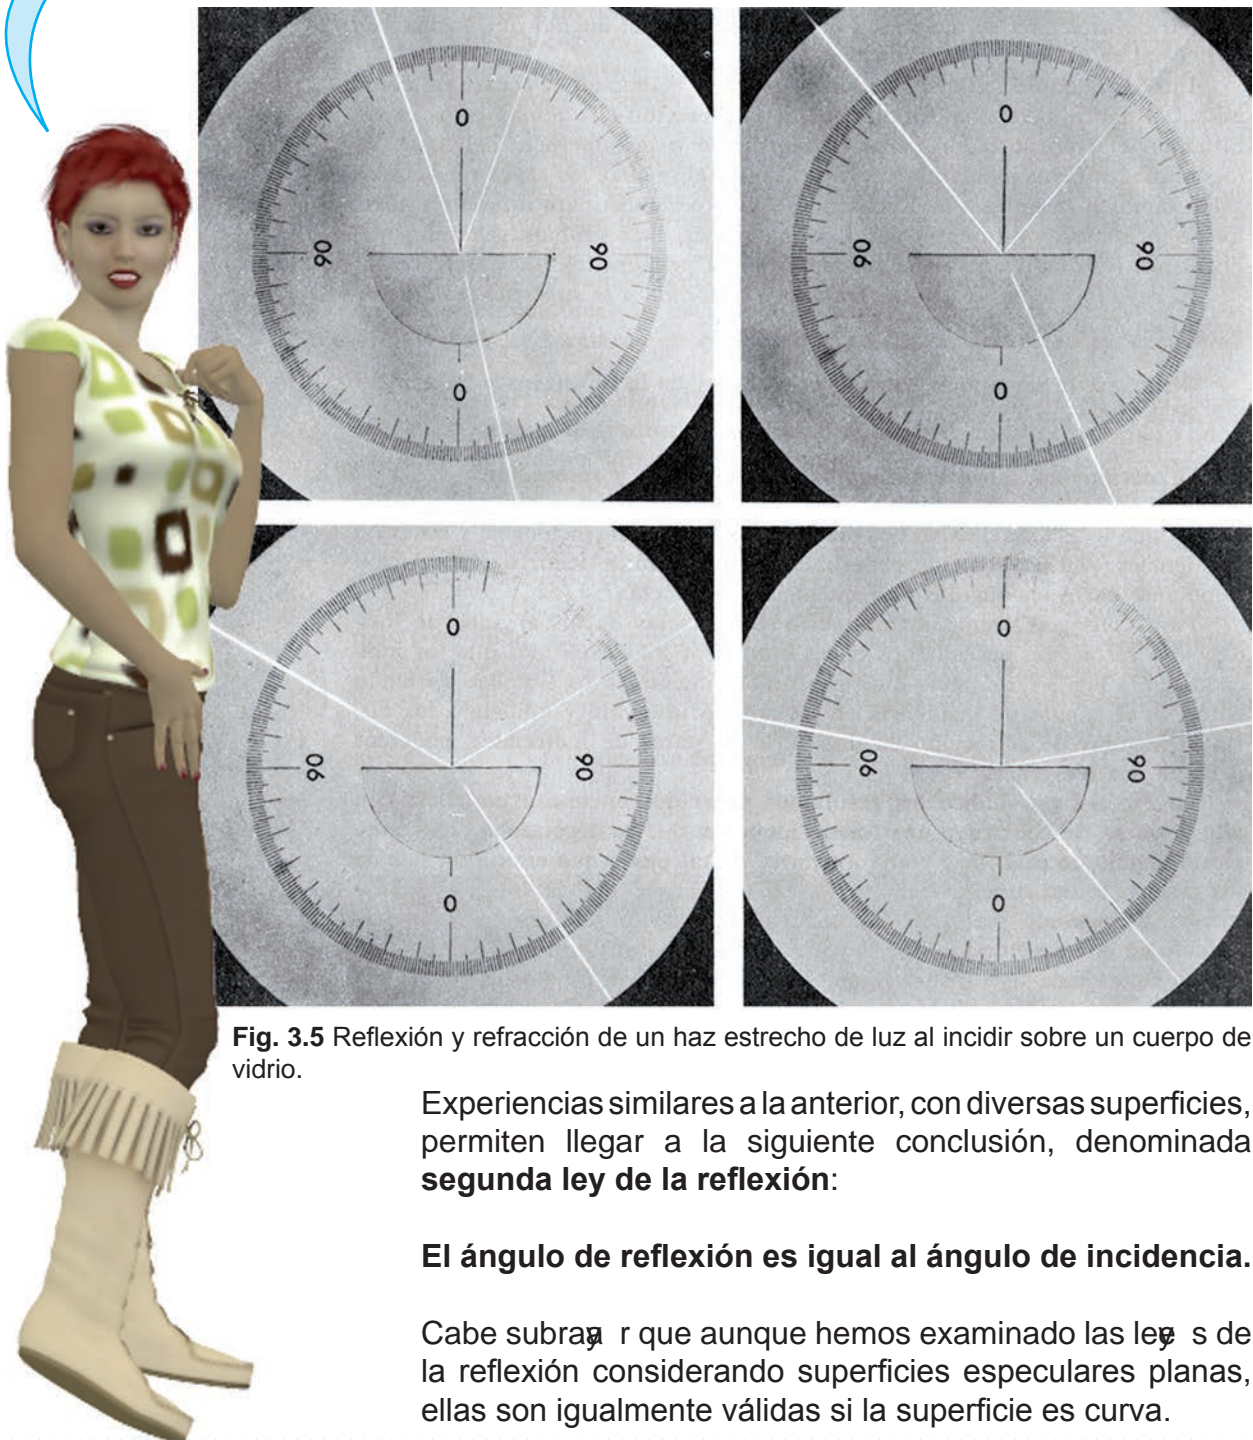 0
90
90
0
0
90
90
0
0
90
90
0
0
90
90
0
Fig. 3.5 Reflexión y refracción de un haz estrecho de luz al incidir sobre un cuerpo de
vidrio.
Experiencias similares a la anterior, con diversas superficies,
permiten llegar a la siguiente conclusión, denominada
segunda ley de la reflexión:
El ángulo de reflexión es igual al ángulo de incidencia.
Cabe subrayar que aunque hemos examinado las leyes de
la reflexión considerando superficies especulares planas,
ellas son igualmente válidas si la superficie es curva.